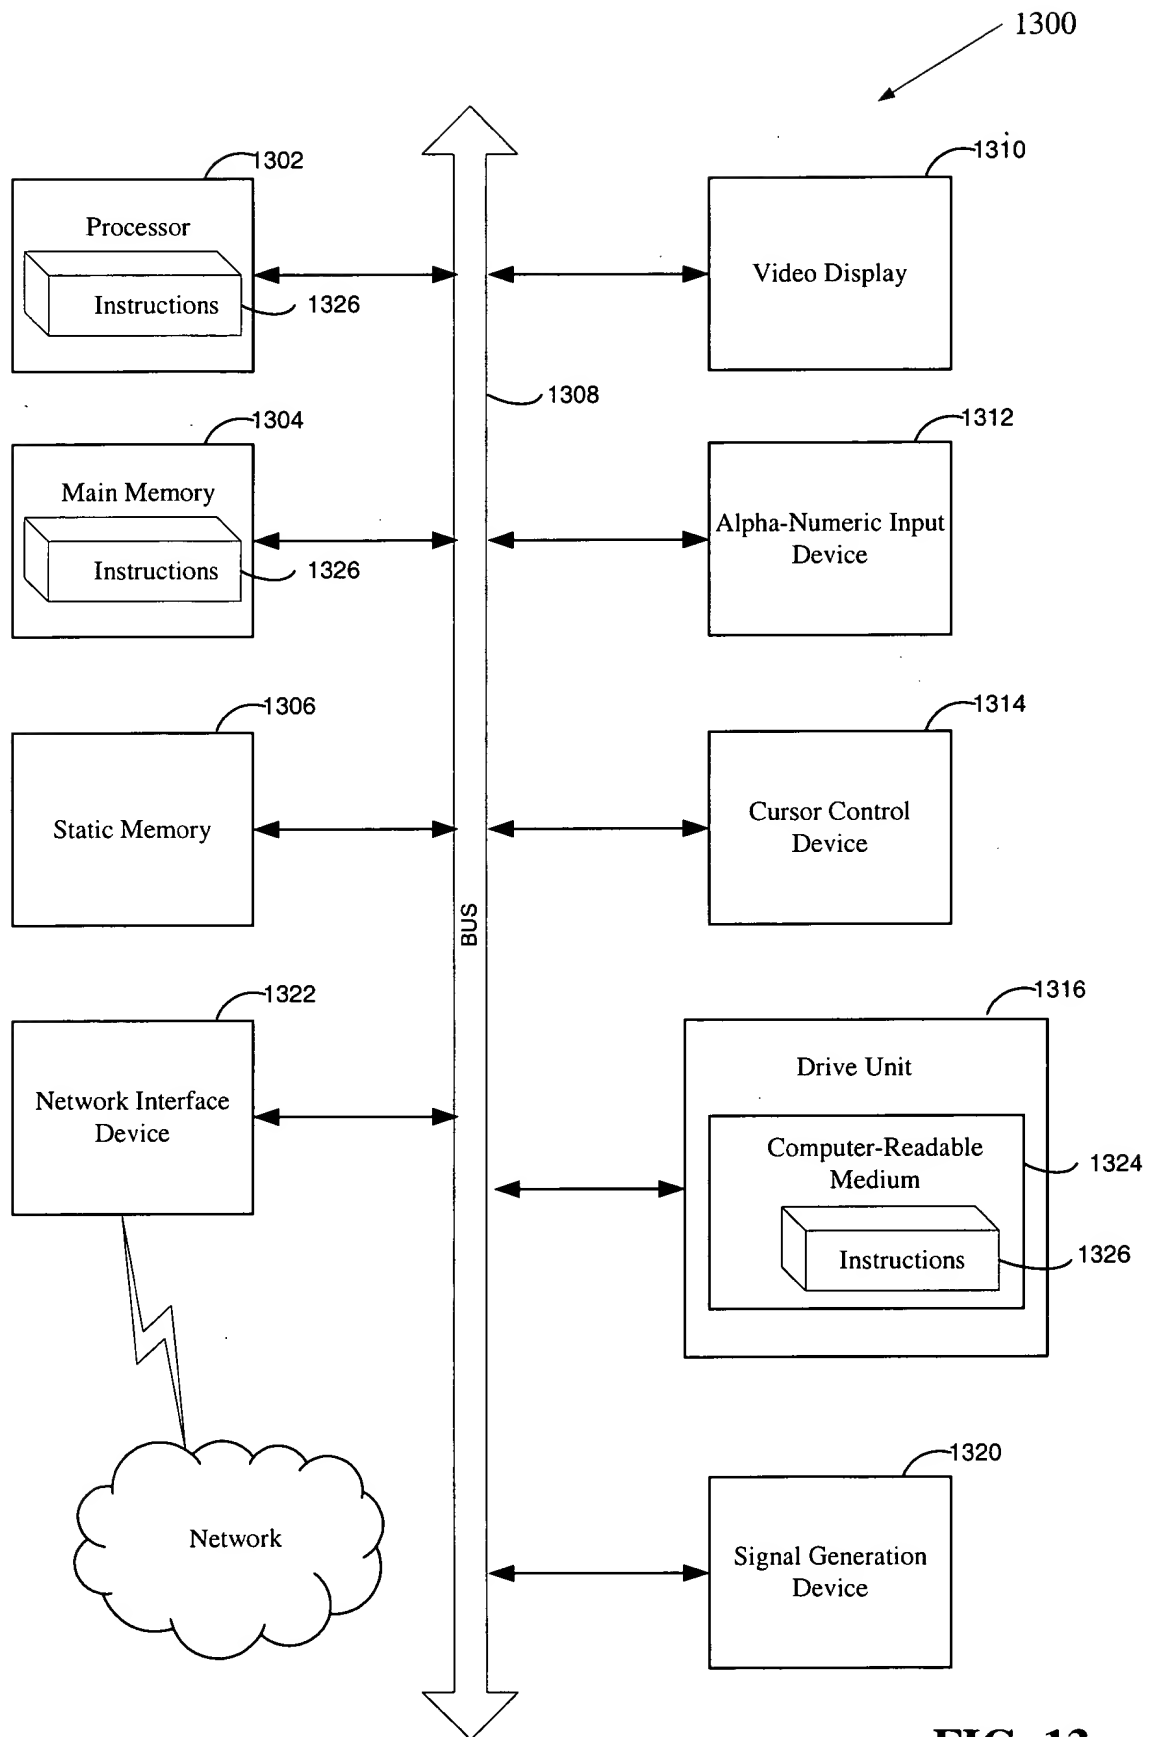 1300
1302
Processor
Instructions
1326
1310
Video Display
1308
1304
Main Memory
Instructions
1326
1312
Alpha-Numeric Input
Device
1306
Static Memory
1314
Cursor Control
Device
BUS
1322
Network Interface
Device
1316
Drive Unit
Computer-Readable
Medium
1324
Instructions
1326
Network
1320
Signal Generation
Device
FIG. 13